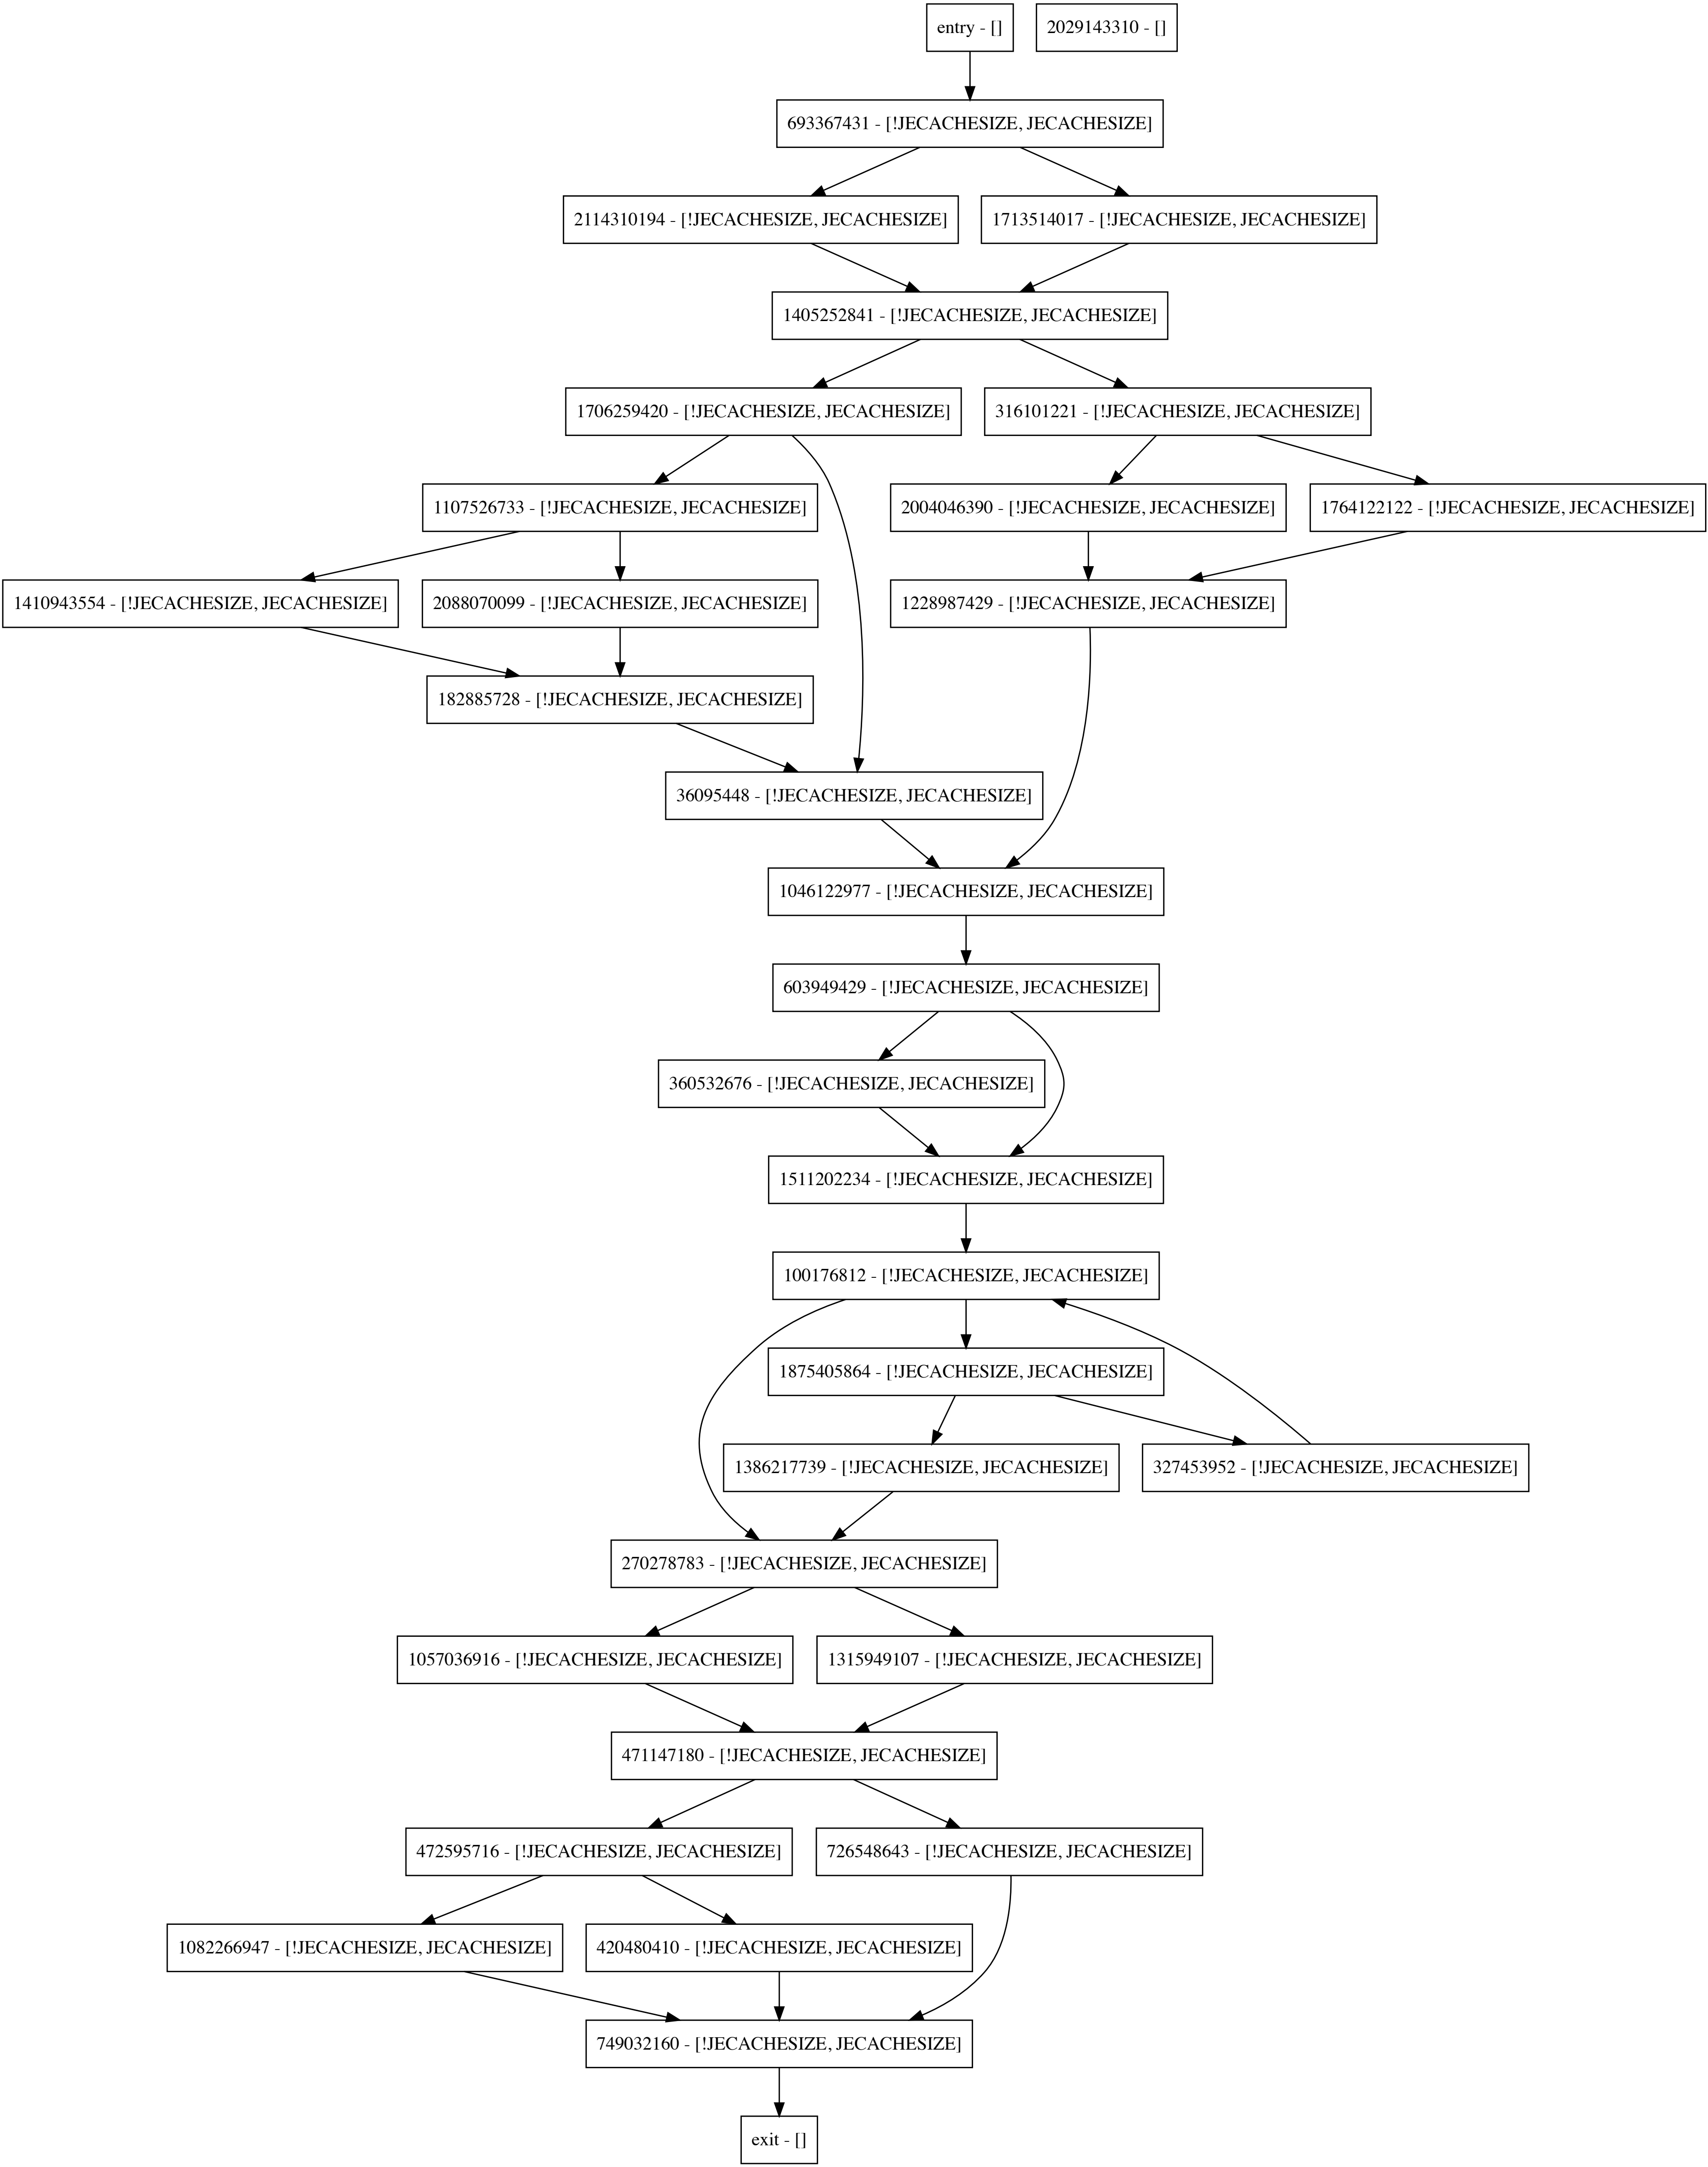 entry - []
2029143310 - []
693367431 - [!JECACHESIZE, JECACHESIZE]
2114310194 - [!JECACHESIZE, JECACHESIZE]
1713514017 - [!JECACHESIZE, JECACHESIZE]
1405252841 - [!JECACHESIZE, JECACHESIZE]
1706259420 - [!JECACHESIZE, JECACHESIZE]
316101221 - [!JECACHESIZE, JECACHESIZE]
1107526733 - [!JECACHESIZE, JECACHESIZE]
2004046390 - [!JECACHESIZE, JECACHESIZE]
1764122122 - [!JECACHESIZE, JECACHESIZE]
1410943554 - [!JECACHESIZE, JECACHESIZE]
2088070099 - [!JECACHESIZE, JECACHESIZE]
1228987429 - [!JECACHESIZE, JECACHESIZE]
182885728 - [!JECACHESIZE, JECACHESIZE]
36095448 - [!JECACHESIZE, JECACHESIZE]
1046122977 - [!JECACHESIZE, JECACHESIZE]
603949429 - [!JECACHESIZE, JECACHESIZE]
360532676 - [!JECACHESIZE, JECACHESIZE]
1511202234 - [!JECACHESIZE, JECACHESIZE]
100176812 - [!JECACHESIZE, JECACHESIZE]
1875405864 - [!JECACHESIZE, JECACHESIZE]
1386217739 - [!JECACHESIZE, JECACHESIZE]
327453952 - [!JECACHESIZE, JECACHESIZE]
270278783 - [!JECACHESIZE, JECACHESIZE]
1057036916 - [!JECACHESIZE, JECACHESIZE]
1315949107 - [!JECACHESIZE, JECACHESIZE]
471147180 - [!JECACHESIZE, JECACHESIZE]
472595716 - [!JECACHESIZE, JECACHESIZE]
726548643 - [!JECACHESIZE, JECACHESIZE]
1082266947 - [!JECACHESIZE, JECACHESIZE]
420480410 - [!JECACHESIZE, JECACHESIZE]
749032160 - [!JECACHESIZE, JECACHESIZE]
exit - []